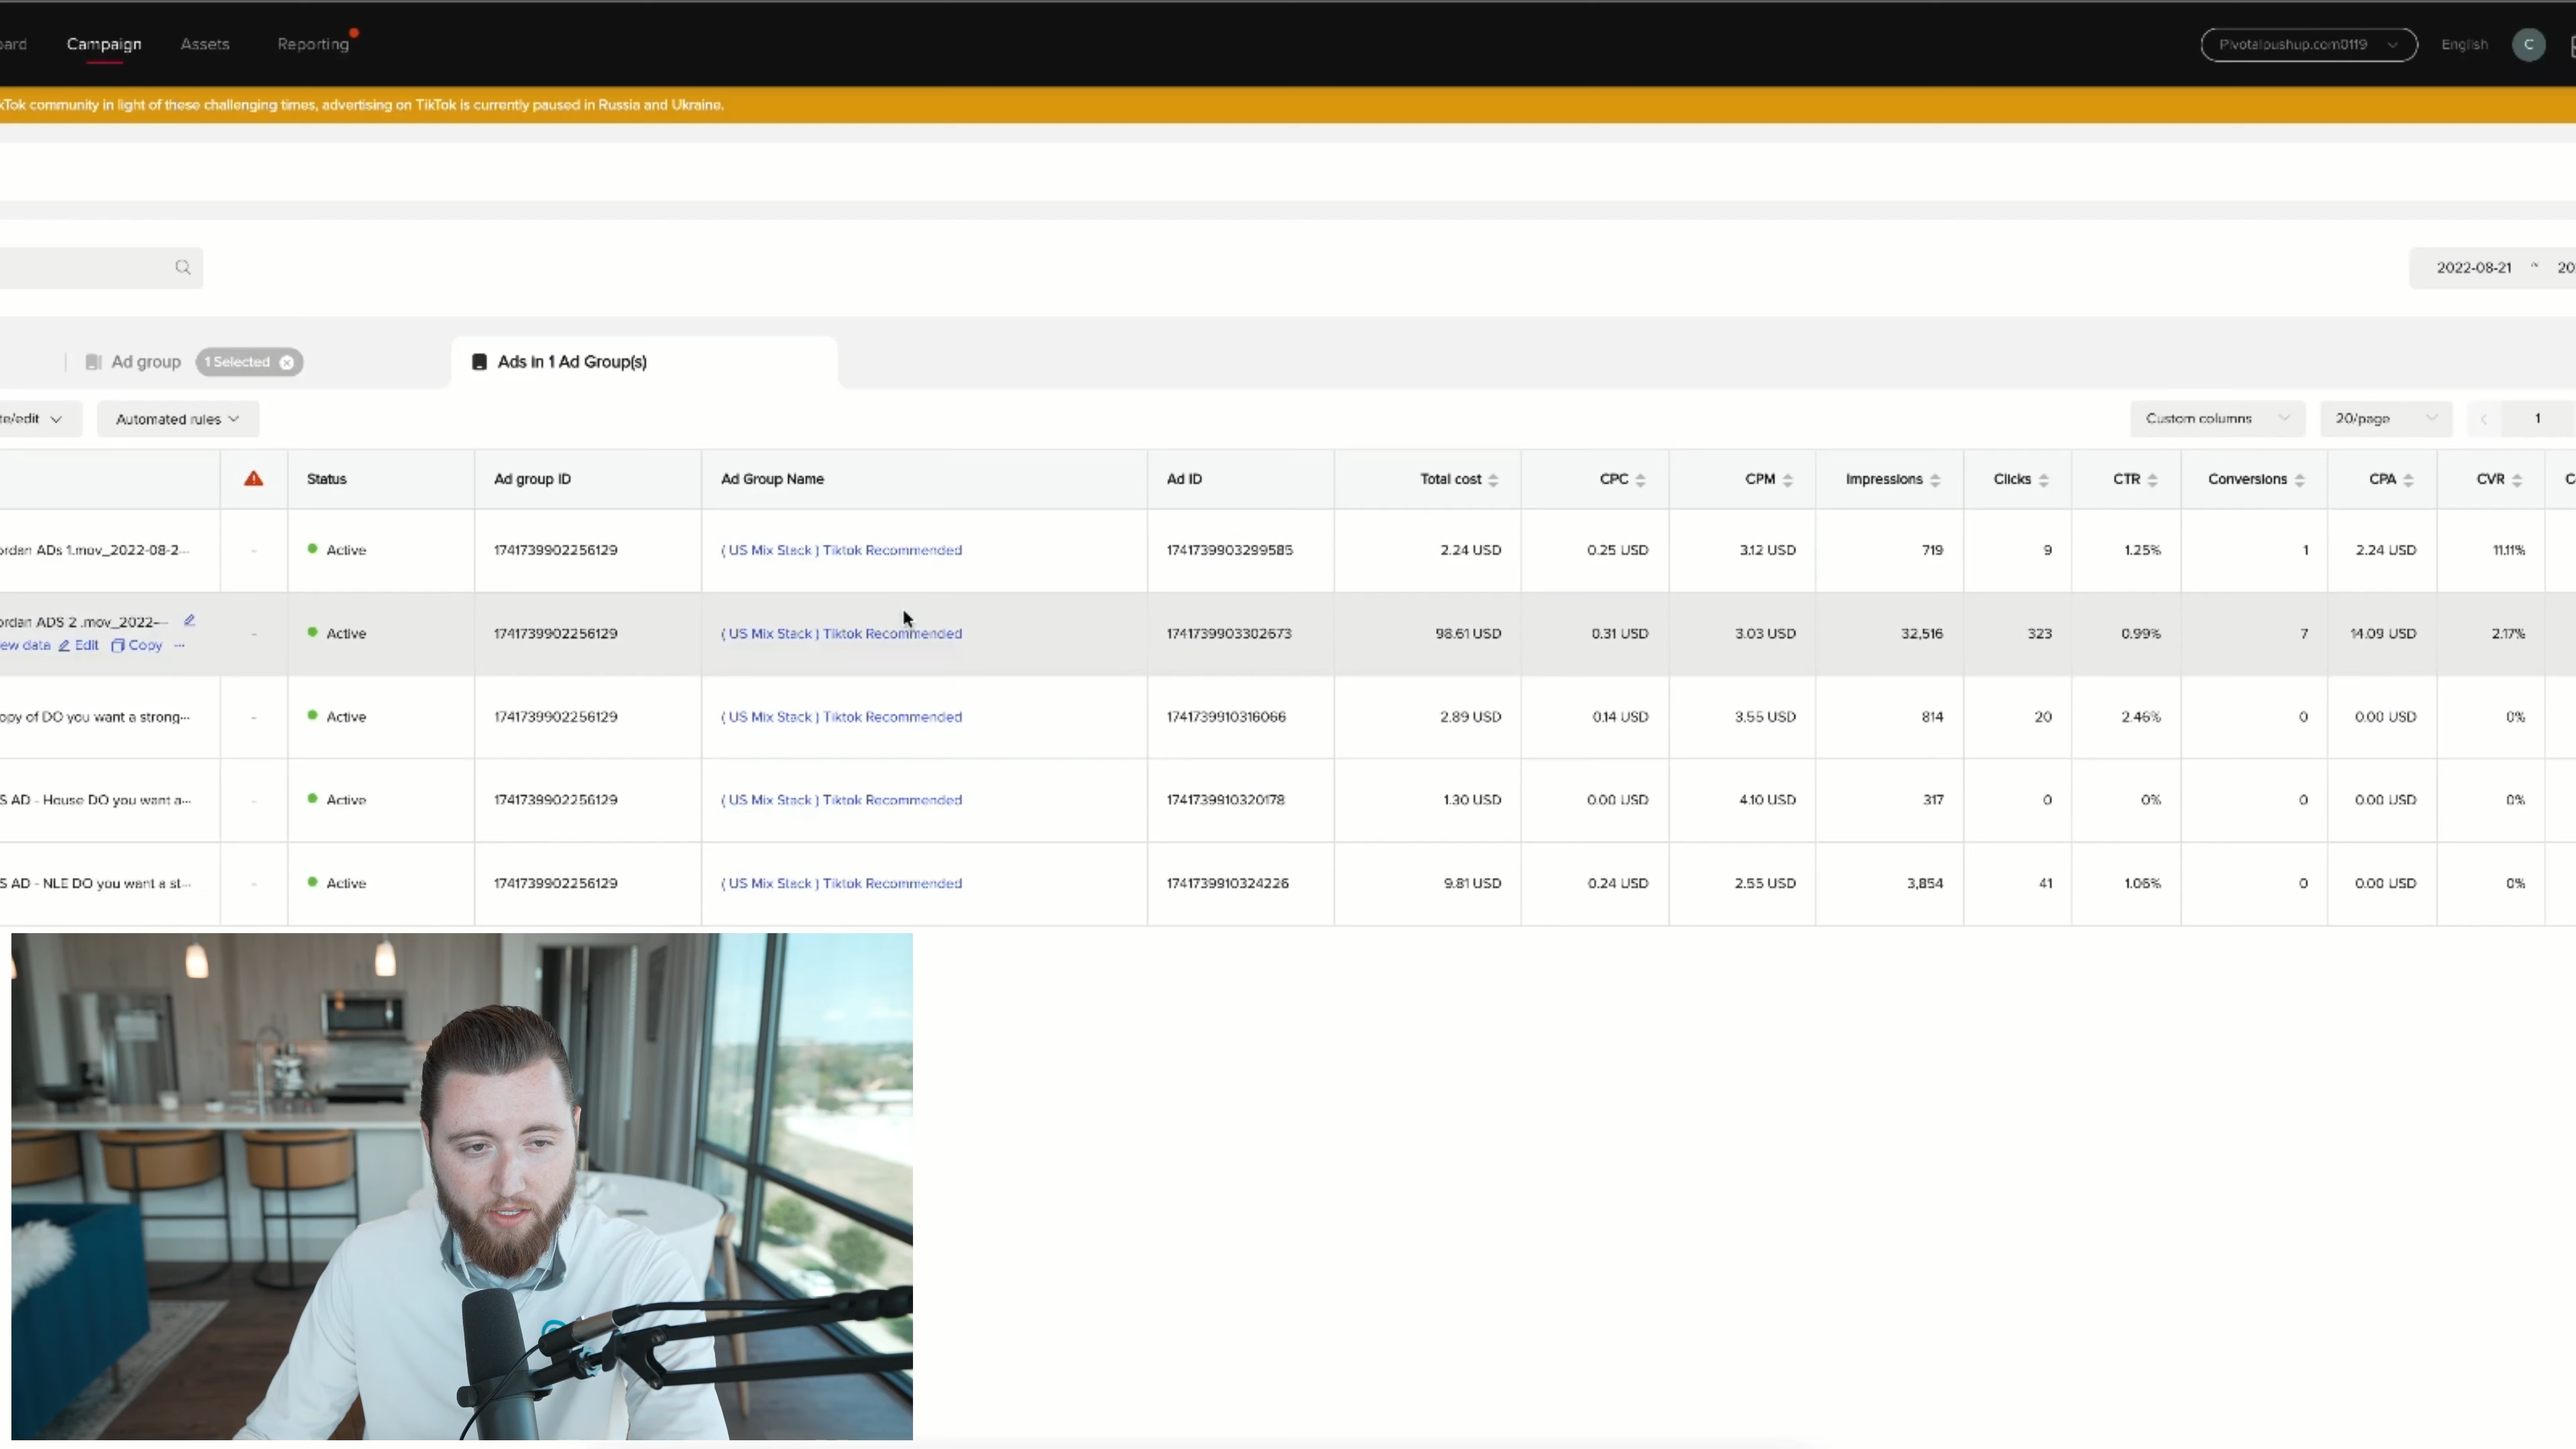 Campaign Assets Reporting Pivotalpushup.com0119 English C
community in light of these challenging times, advertising on TikTok is currently paused in Russia and Ukraine.
2022-08-21 ~ 20
Ad group 1 Selected Ads in 1 Ad Group(s)
Automated rules Custom columns 20/page 1
Status Ad group ID Ad Group Name Ad ID Total cost CPC CPM Impressions Clicks CTR Conversions CPA CVR
ADs 1.mov_2022-08-2··· - Active 1741739902256129 ( US Mix Stack ) Tiktok Recommended 1741739903299585 2.24 USD 0.25 USD 3.12 USD 719 9 1.25% 1 2.24 USD 11.11%
ADS 2 .mov_2022-···
data Edit Copy ···
- Active 1741739902256129 ( US Mix Stack ) Tiktok Recommended 1741739903302673 98.61 USD 0.31 USD 3.03 USD 32,516 323 0.99% 7 14.09 USD 2.17%
of DO you want a strong··· - Active 1741739902256129 ( US Mix Stack ) Tiktok Recommended 1741739910316066 2.89 USD 0.14 USD 3.55 USD 814 20 2.46% 0 0.00 USD 0%
AD - House DO you want a··· - Active 1741739902256129 ( US Mix Stack ) Tiktok Recommended 1741739910320178 1.30 USD 0.00 USD 4.10 USD 317 0 0% 0 0.00 USD 0%
AD - NLE DO you want a st··· - Active 1741739902256129 ( US Mix Stack ) Tiktok Recommended 1741739910324226 9.81 USD 0.24 USD 2.55 USD 3,854 41 1.06% 0 0.00 USD 0%